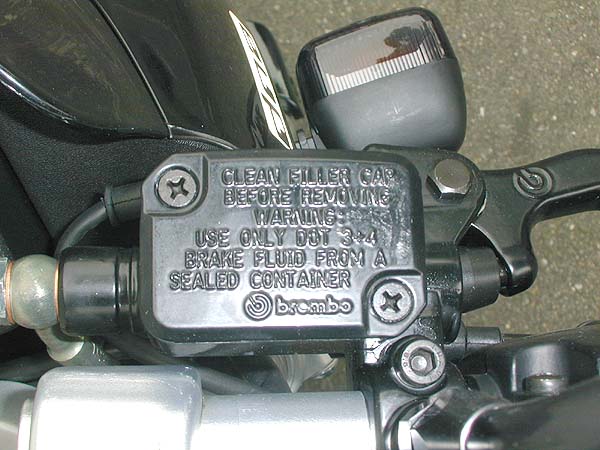 CLEAN FILLER CAP
BEFORE REMOVING
WARNING:
USE ONLY DOT 3+4
BRAKE FLUID FROM A
SEALED CONTAINER
brembo